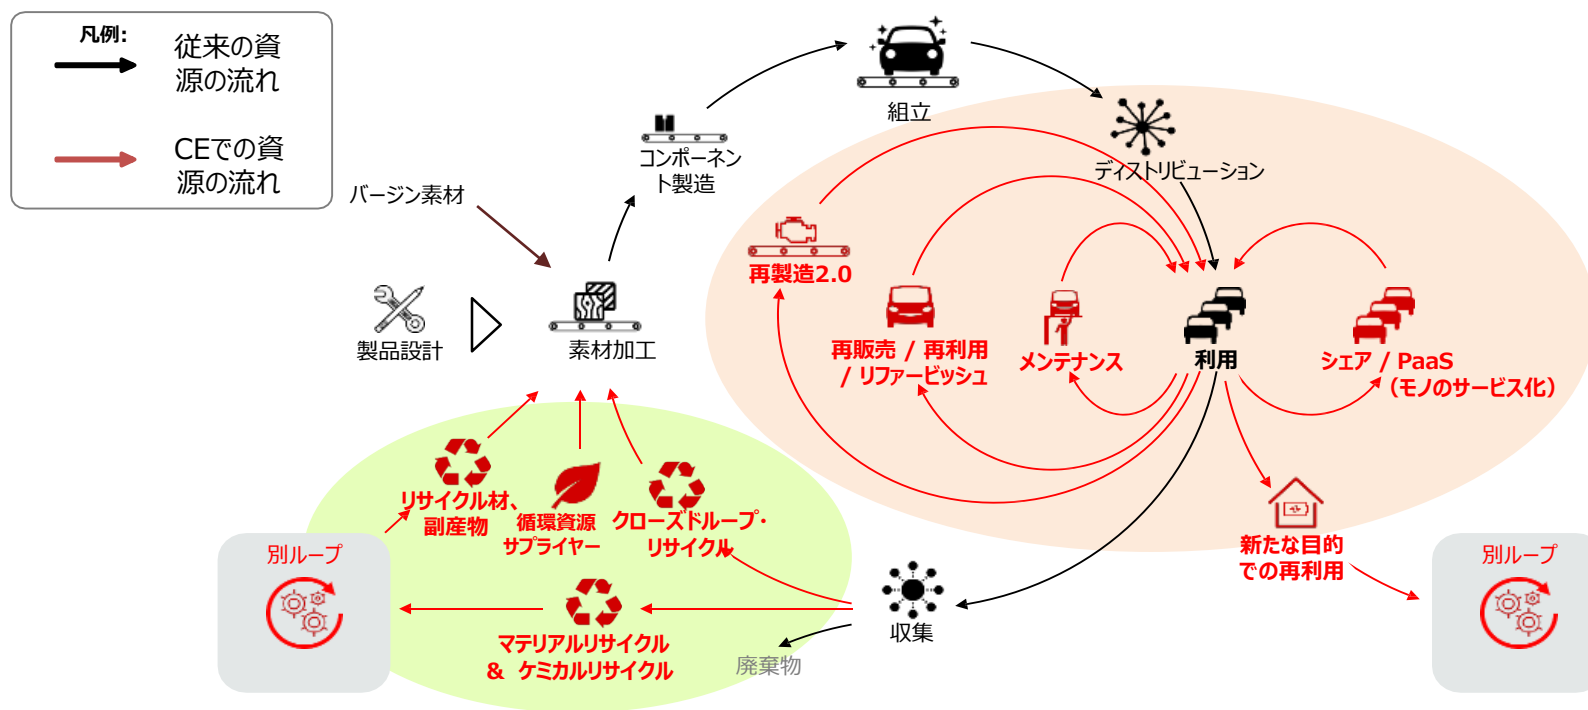 凡例:
従来の資
源の流れ
CEでの資
源の流れ
組立
コンポーネン
ト製造
ディストリビューション
バージン素材
再製造2.0
製品設計
素材加工
再販売 / 再利用
/ リファービッシュ
メンテナンス
利用
シェア / PaaS
（モノのサービス化）
リサイクル材、
副産物
循環資源
サプライヤー
クローズドループ・
リサイクル
別ループ
新たな目的
での再利用
別ループ
収集
マテリアルリサイクル
& ケミカルリサイクル
廃棄物